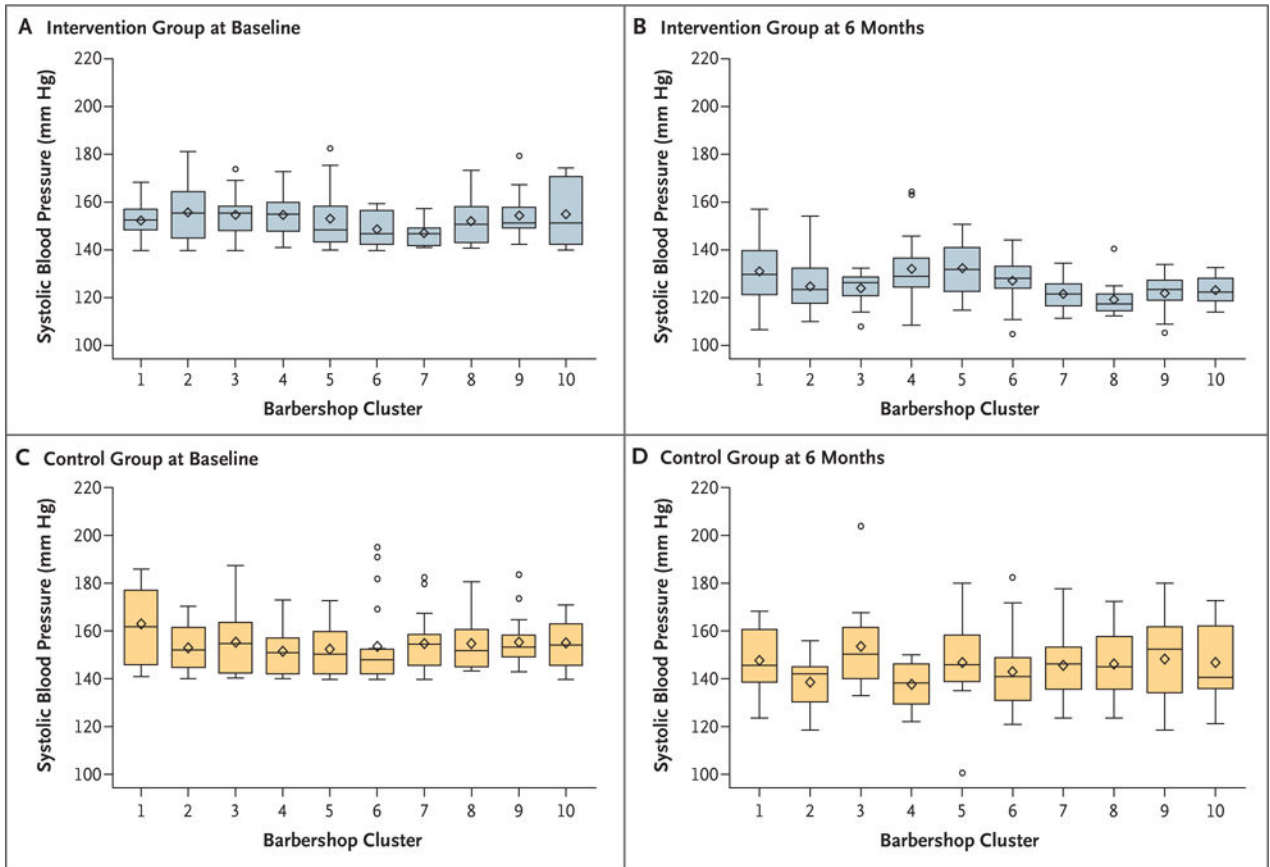 A Intervention Group at Baseline
Systolic Blood Pressure (mm Hg)
220
200
180
160
140
120
100
1 2 3 4 5 6 7 8 9 10
Barbershop Cluster
B Intervention Group at 6 Months
Systolic Blood Pressure (mm Hg)
220
200
180
160
140
120
100
1 2 3 4 5 6 7 8 9 10
Barbershop Cluster
C Control Group at Baseline
Systolic Blood Pressure (mm Hg)
220
200
180
160
140
120
100
1 2 3 4 5 6 7 8 9 10
Barbershop Cluster
D Control Group at 6 Months
Systolic Blood Pressure (mm Hg)
220
200
180
160
140
120
100
1 2 3 4 5 6 7 8 9 10
Barbershop Cluster